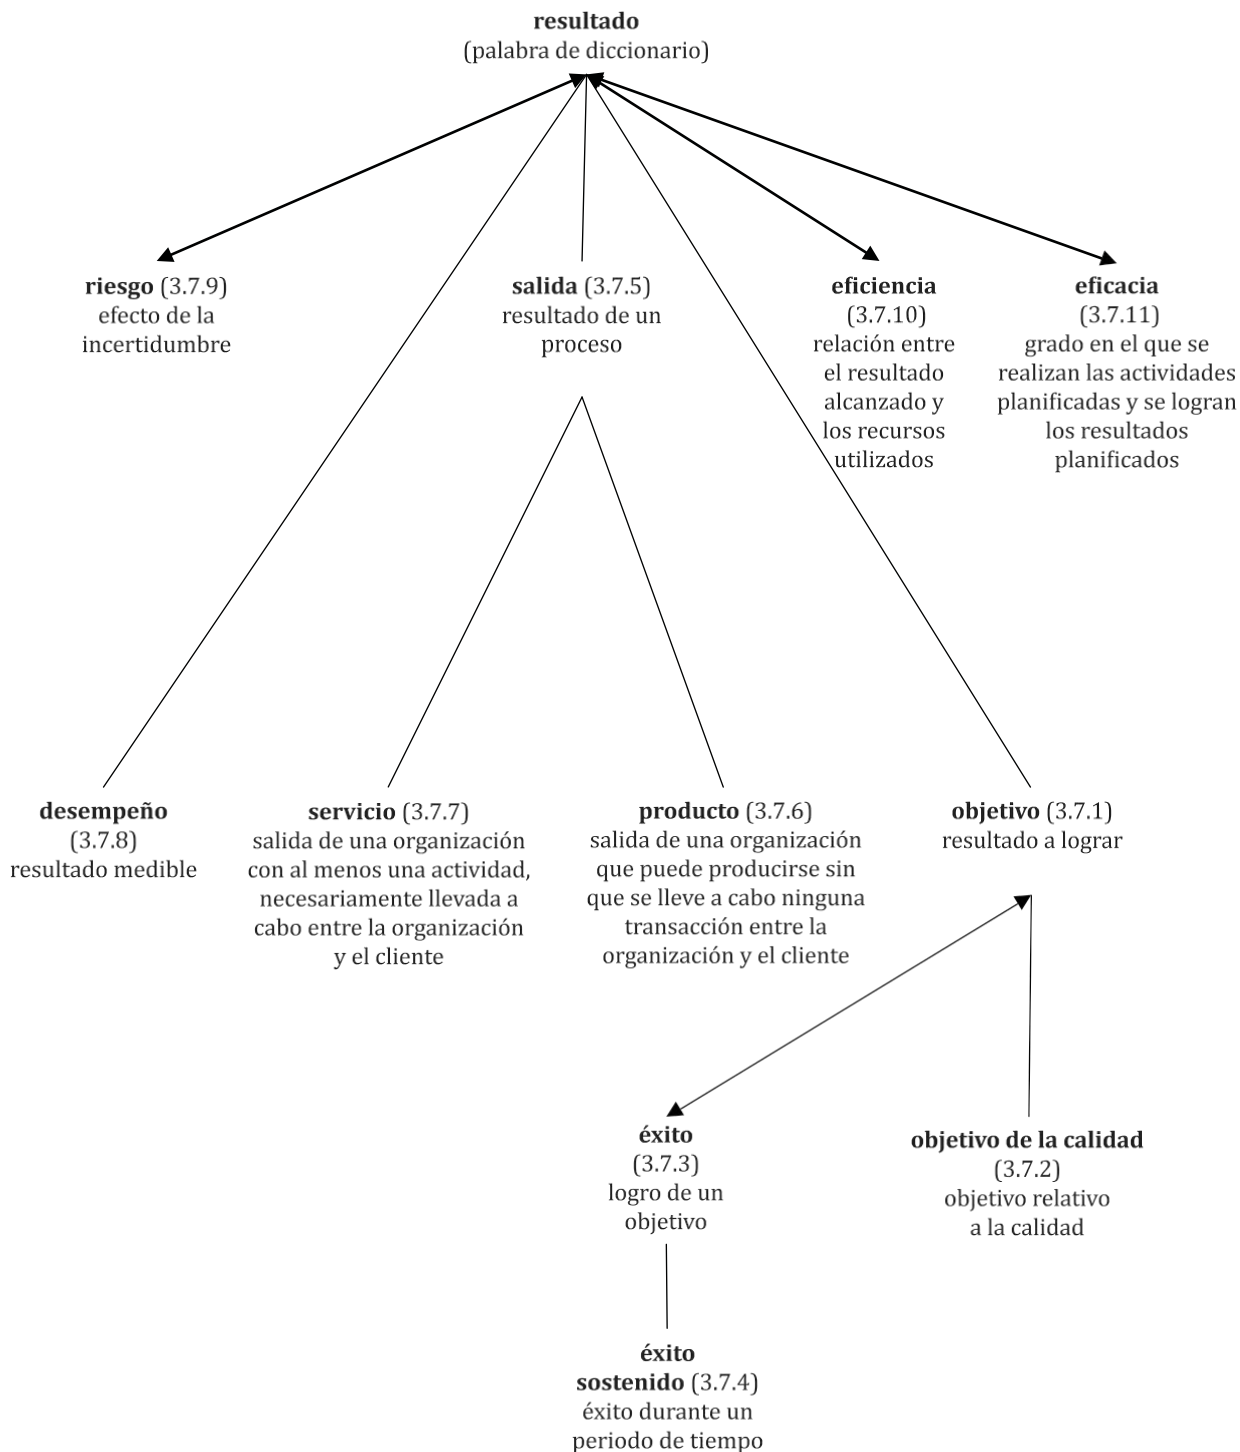 resultado
(palabra de diccionario)
riesgo (3.7.9)
efecto de la
incertidumbre
salida (3.7.5)
resultado de un
proceso
eficiencia
(3.7.10)
relación entre
el resultado
alcanzado y
los recursos
utilizados
eficacia
(3.7.11)
grado en el que se
realizan las actividades
planificadas y se logran
los resultados
planificados
desempeño
(3.7.8)
resultado medible
servicio (3.7.7)
salida de una organización
con al menos una actividad,
necesariamente llevada a
cabo entre la organización
y el cliente
producto (3.7.6)
salida de una organización
que puede producirse sin
que se lleve a cabo ninguna
transacción entre la
organización y el cliente
objetivo (3.7.1)
resultado a lograr
éxito
(3.7.3)
logro de un
objetivo
objetivo de la calidad
(3.7.2)
objetivo relativo
a la calidad
éxito
sostenido (3.7.4)
éxito durante un
periodo de tiempo